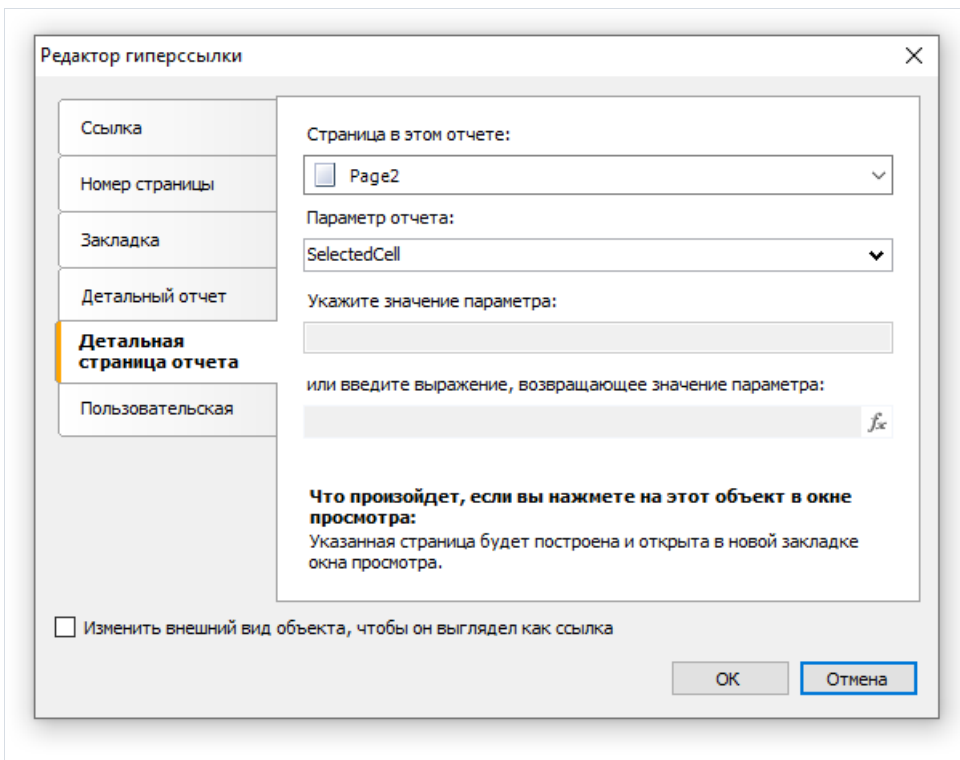 Редактор гиперссылки
Ссылка
Номер страницы
Закладка
Детальный отчет
Детальная
страница отчета
Пользовательская
Страница в этом отчете:
Page2
Параметр отчета:
SelectedCell
Укажите значение параметра:
или введите выражение, возвращающее значение параметра:
fx
Что произойдет, если вы нажмете на этот объект в окне
просмотра:
Указанная страница будет построена и открыта в новой закладке
окна просмотра.
Изменить внешний вид объекта, чтобы он выглядел как ссылка
ОК
Отмена